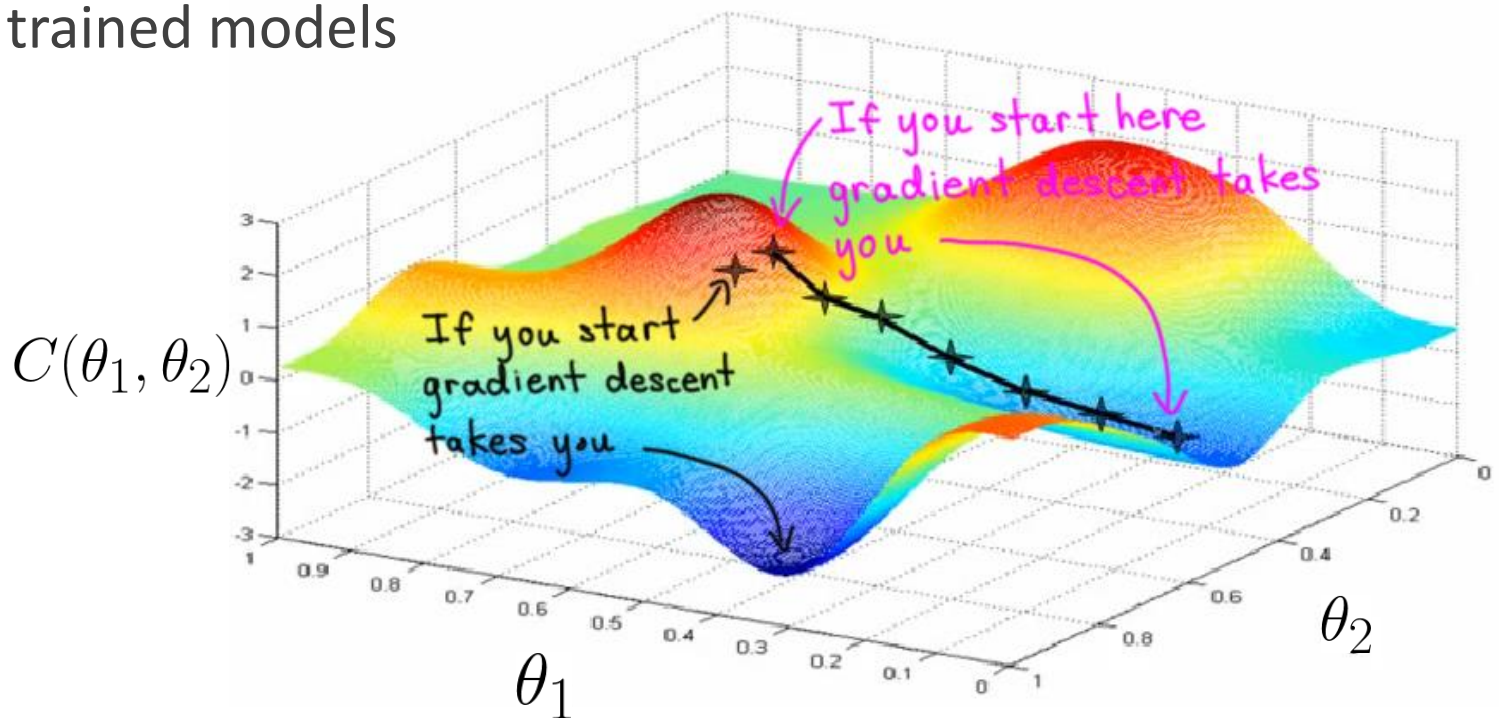 trained models
If you start here
gradient descent takes
you
If you start
gradient descent
takes you
C(θ₁, θ₂)
3
2
1
0
-1
-2
-3
1
0.9
0.8
0.7
0.6
0.5
0.4
0.3
0.2
0.1
0
θ₁
0
0.2
0.4
0.6
0.8
1
θ₂